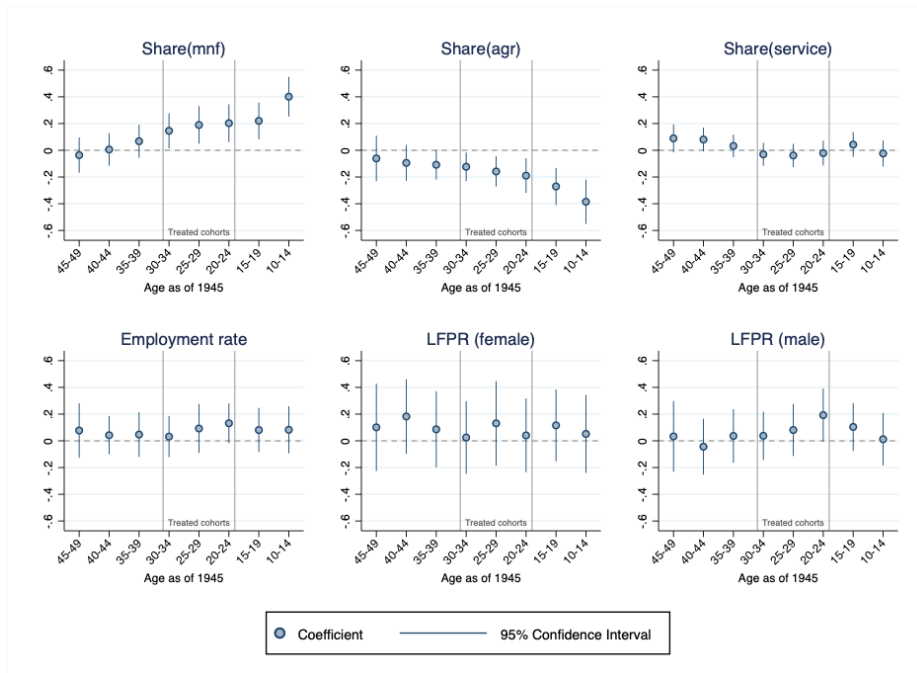 Share(mnf) Share(agr) Share(service)
.6 .6 .6
.4 .4 .4
.2 .2 .2
0 0 0
-.2 -.2 -.2
-.4 -.4 -.4
-.6 -.6 -.6
Treated cohorts Treated cohorts Treated cohorts
45-49 40-44 35-39 30-34 25-29 20-24 15-19 10-14 45-49 40-44 35-39 30-34 25-29 20-24 15-19 10-14 45-49 40-44 35-39 30-34 25-29 20-24 15-19 10-14
Age as of 1945 Age as of 1945 Age as of 1945
Employment rate LFPR (female) LFPR (male)
.6 .6 .6
.4 .4 .4
.2 .2 .2
0 0 0
-.2 -.2 -.2
-.4 -.4 -.4
-.6 -.6 -.6
Treated cohorts Treated cohorts Treated cohorts
45-49 40-44 35-39 30-34 25-29 20-24 15-19 10-14 45-49 40-44 35-39 30-34 25-29 20-24 15-19 10-14 45-49 40-44 35-39 30-34 25-29 20-24 15-19 10-14
Age as of 1945 Age as of 1945 Age as of 1945
Coefficient 95% Confidence Interval